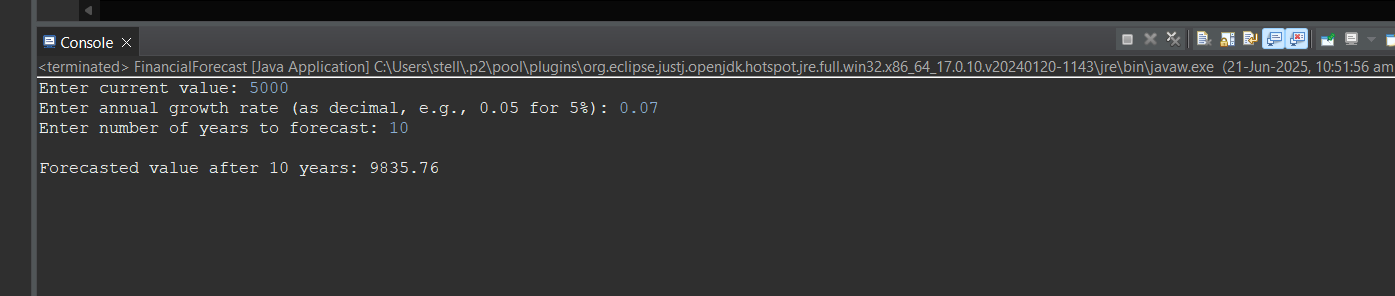 Console
<terminated> FinancialForecast [Java Application] C:\Users\stell\.p2\pool\plugins\org.eclipse.justj.openjdk.hotspot.jre.full.win32.x86_64_17.0.10.v20240120-1143\jre\bin\javaw.exe (21-Jun-2025, 10:51:56 am
Enter current value: 5000
Enter annual growth rate (as decimal, e.g., 0.05 for 5%): 0.07
Enter number of years to forecast: 10
Forecasted value after 10 years: 9835.76